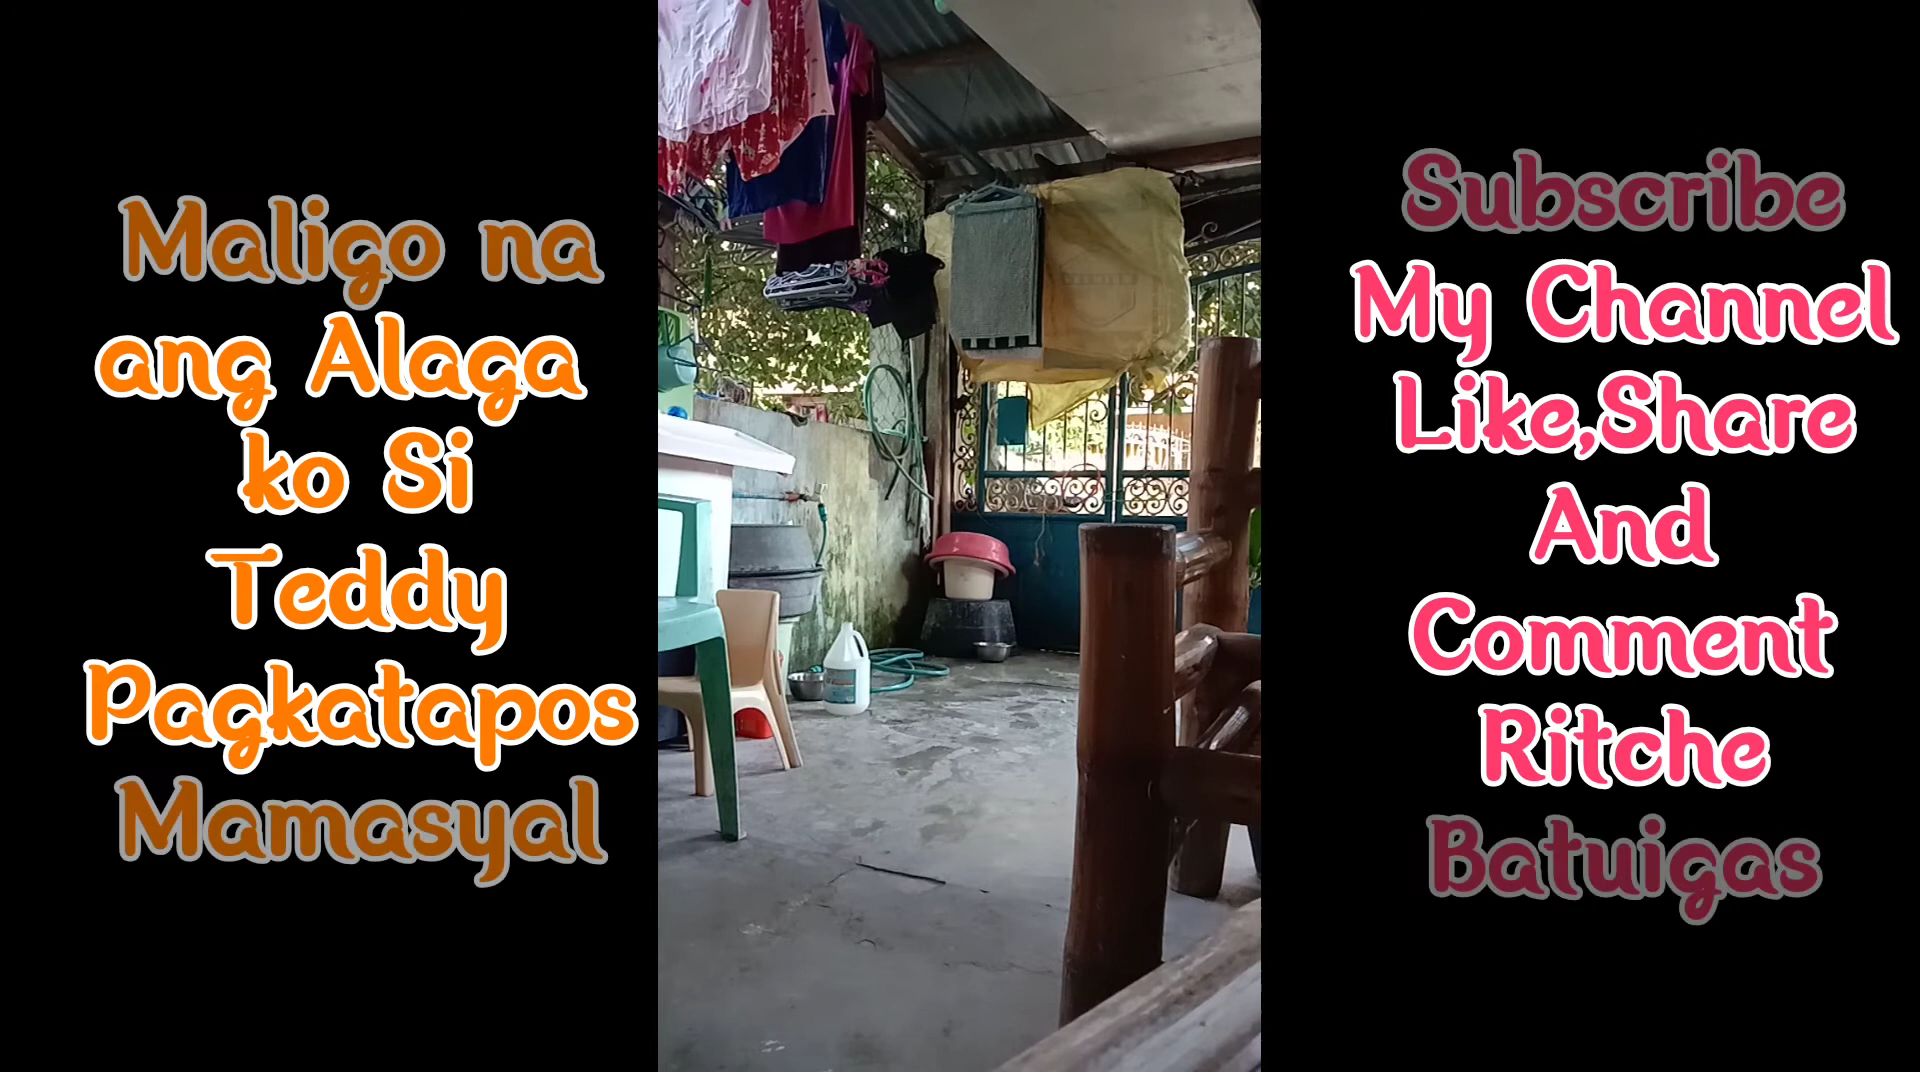 Maligo na
ang Alaga
ko Si
Teddy
Pagkatapos
Mamasyal
Subscribe
My Channel
Like,Share
And
Comment
Ritche
Batuigas